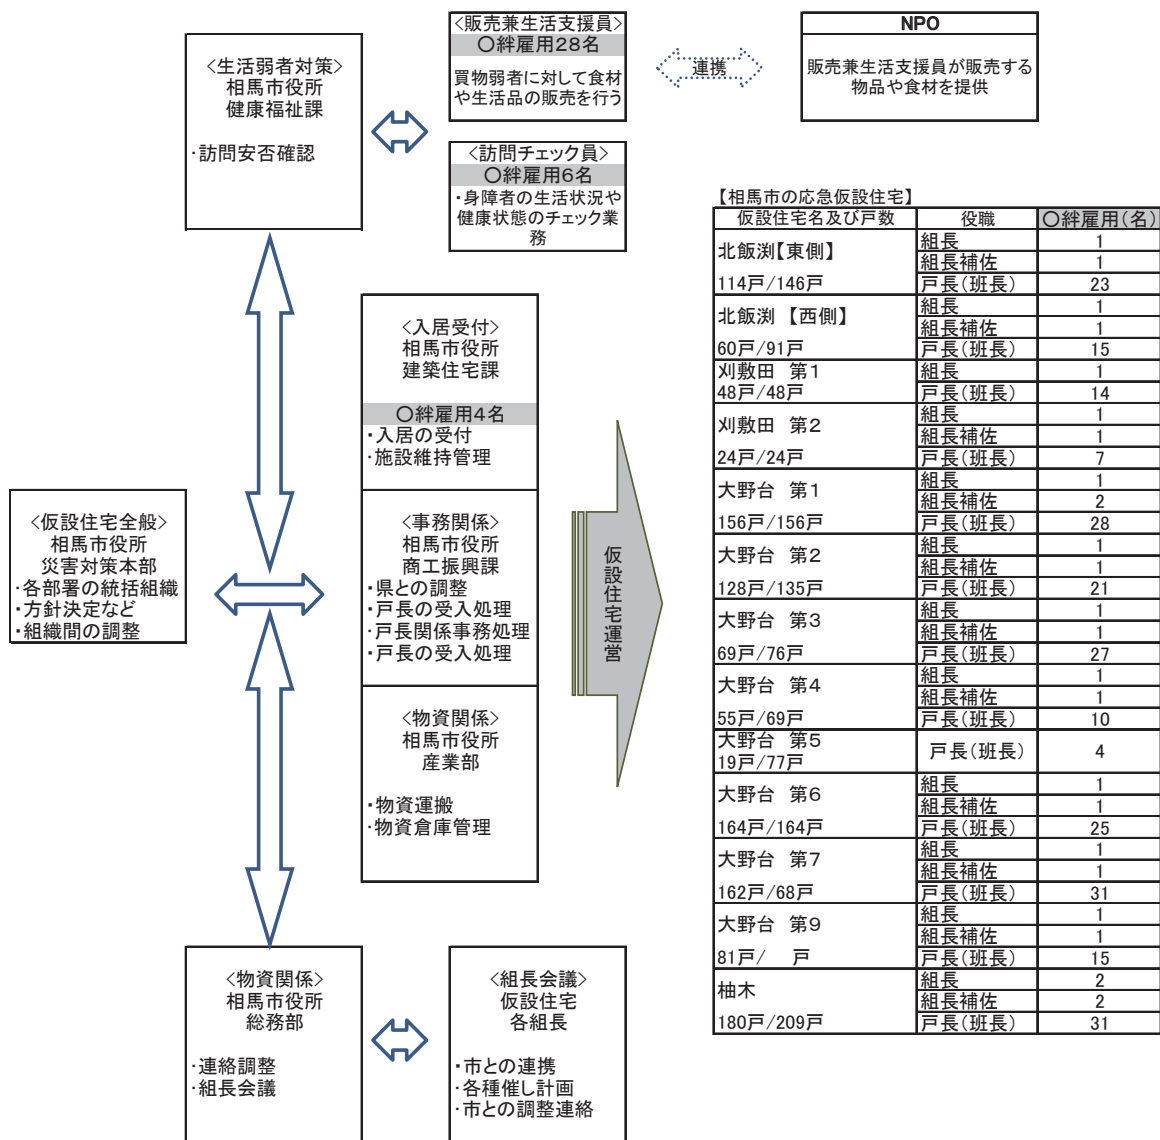 <生活弱者対策>
相馬市役所
健康福祉課
・訪問安否確認
<販売兼生活支援員>
〇絆雇用28名
買物弱者に対して食材
や生活品の販売を行う
連携
NPO
販売兼生活支援員が販売する
物品や食材を提供
<訪問チェック員>
〇絆雇用6名
・身障者の生活状況や
健康状態のチェック業
務
<入居受付>
相馬市役所
建築住宅課
〇絆雇用4名
・入居の受付
・施設維持管理
<仮設住宅全般>
相馬市役所
災害対策本部
・各部署の統括組織
・方針決定など
・組織間の調整
<事務関係>
相馬市役所
商工振興課
・県との調整
・戸長の受入処理
・戸長関係事務処理
・戸長の受入処理
<物資関係>
相馬市役所
産業部
・物資運搬
・物資倉庫管理
仮設住宅運営
<物資関係>
相馬市役所
総務部
・連絡調整
・組長会議
<組長会議>
仮設住宅
各組長
・市との連携
・各種催し計画
・市との調整連絡
【相馬市の応急仮設住宅】
仮設住宅名及び戸数 役職 〇絆雇用(名)
北飯渕【東側】 組長 1
組長補佐 1
114戸/146戸 戸長(班長) 23
北飯渕 【西側】 組長 1
組長補佐 1
60戸/91戸 戸長(班長) 15
刈敷田 第1 組長 1
48戸/48戸 戸長(班長) 14
刈敷田 第2 組長 1
組長補佐 1
24戸/24戸 戸長(班長) 7
大野台 第1 組長 1
組長補佐 2
156戸/156戸 戸長(班長) 28
大野台 第2 組長 1
組長補佐 1
128戸/135戸 戸長(班長) 21
大野台 第3 組長 1
組長補佐 1
69戸/76戸 戸長(班長) 27
大野台 第4 組長 1
組長補佐 1
55戸/69戸 戸長(班長) 10
大野台 第5
19戸/77戸 戸長(班長) 4
大野台 第6 組長 1
組長補佐 1
164戸/164戸 戸長(班長) 25
大野台 第7 組長 1
組長補佐 1
162戸/68戸 戸長(班長) 31
大野台 第9 組長 1
組長補佐 1
81戸/ 戸 戸長(班長) 15
柚木 組長 2
組長補佐 2
180戸/209戸 戸長(班長) 31